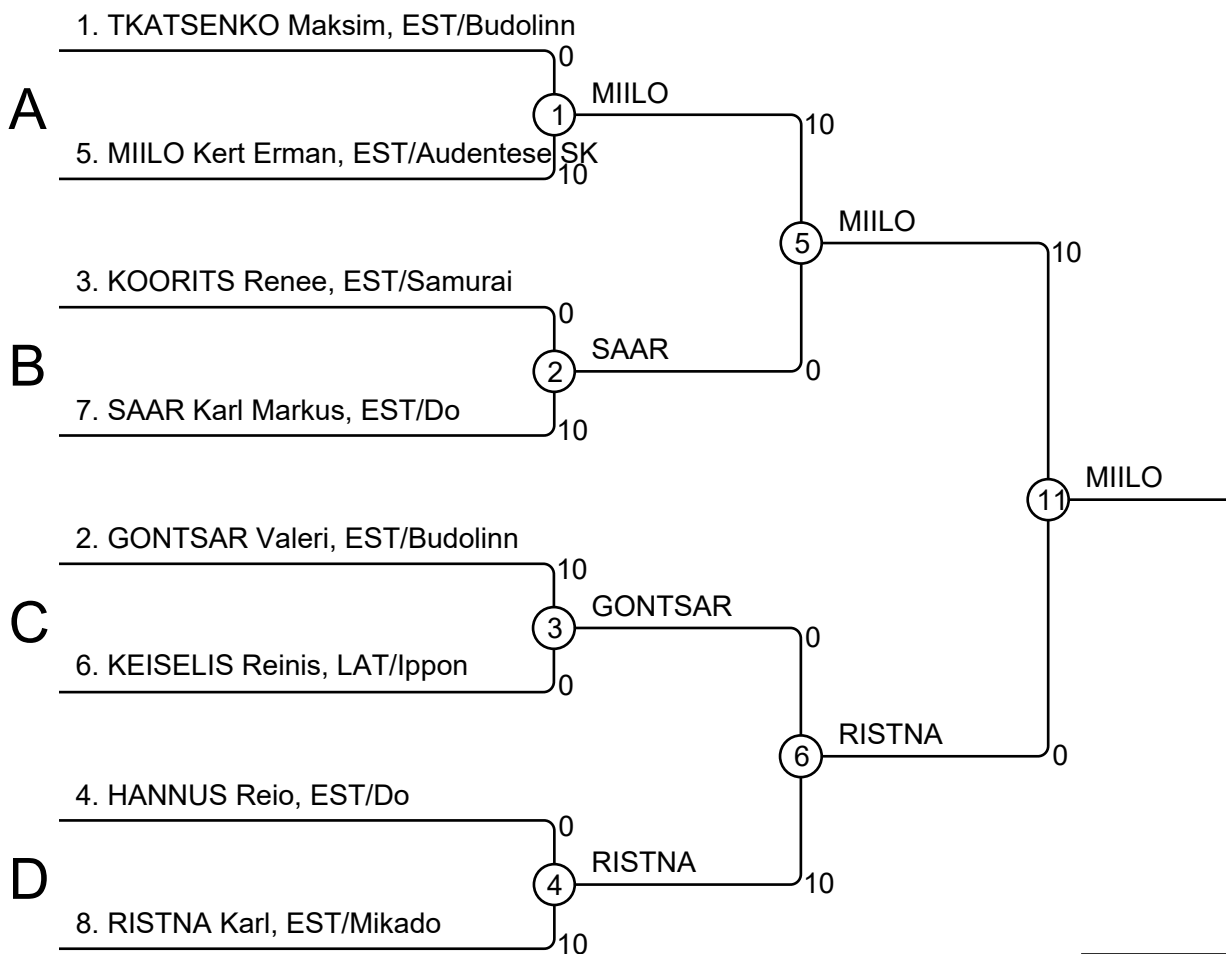 1. TKATSENKO Maksim, EST/Budolinn
0
A
1
MIILO
10
5. MIILO Kert Erman, EST/Audentese SK
10
5
MIILO
10
3. KOORITS Renee, EST/Samurai
0
B
2
SAAR
0
7. SAAR Karl Markus, EST/Do
10
11
MIILO
2. GONTSAR Valeri, EST/Budolinn
10
C
3
GONTSAR
0
6. KEISELIS Reinis, LAT/Ippon
0
6
RISTNA
0
4. HANNUS Reio, EST/Do
0
D
4
RISTNA
10
8. RISTNA Karl, EST/Mikado
10